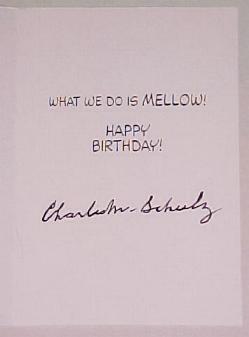 WHAT WE DO IS MELLOW!
HAPPY
BIRTHDAY!
Charles M. Schulz